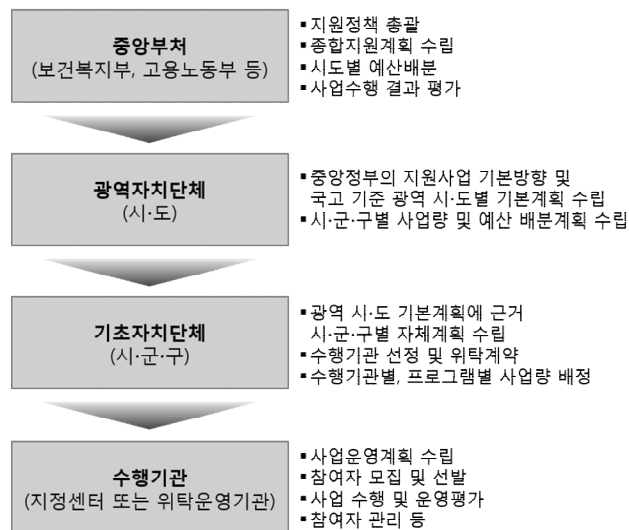 중앙부처
(보건복지부, 고용노동부 등)
▪지원정책 총괄
▪종합지원계획 수립
▪시도별 예산배분
▪사업수행 결과 평가
광역자치단체
(시·도)
▪중앙정부의 지원사업 기본방향 및
국고 기준 광역 시·도별 기본계획 수립
▪시·군·구별 사업량 및 예산 배분계획 수립
기초자치단체
(시·군·구)
▪광역 시·도 기본계획에 근거
시·군·구별 자체계획 수립
▪수행기관 선정 및 위탁계약
▪수행기관별, 프로그램별 사업량 배정
수행기관
(지정센터 또는 위탁운영기관)
▪사업운영계획 수립
▪참여자 모집 및 선발
▪사업 수행 및 운영평가
▪참여자 관리 등